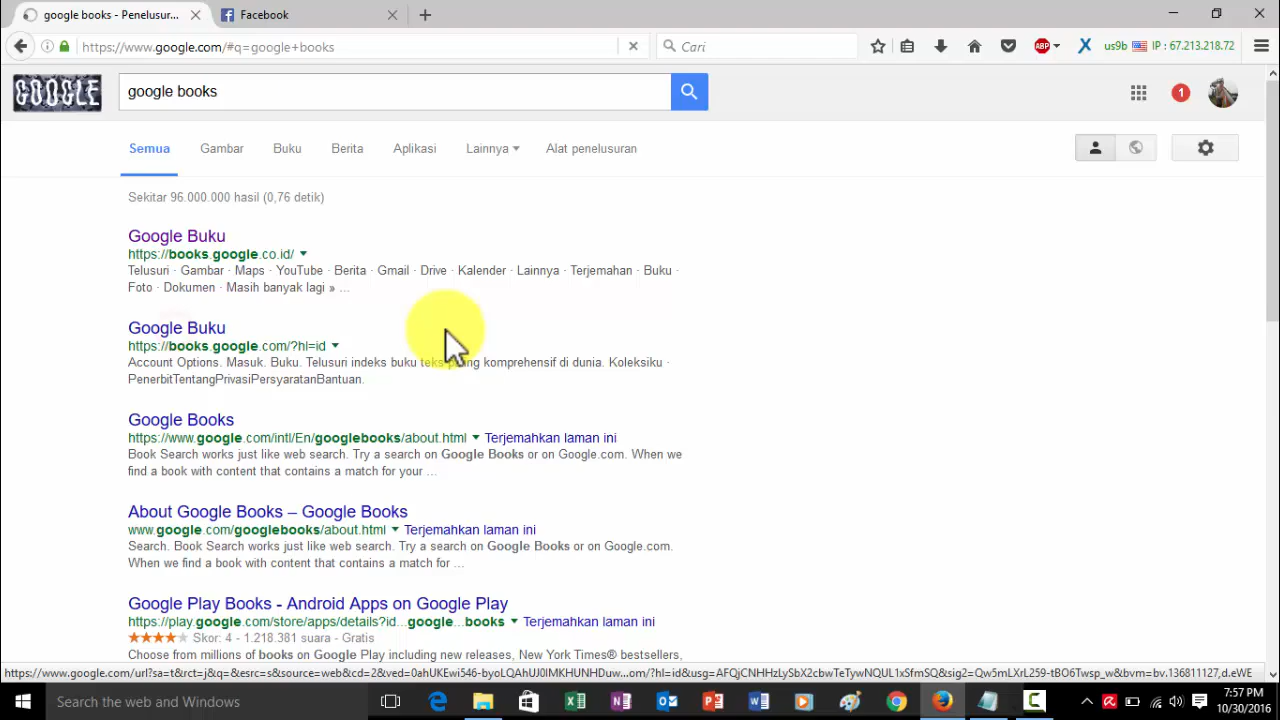 google books - Penelusur...
Facebook
https://www.google.com/#q=google+books
Cari
ABP
us9b
IP : 67.213.218.72
GOOGLE
google books
1
Semua
Gambar
Buku
Berita
Aplikasi
Lainnya
Alat penelusuran
Sekitar 96.000.000 hasil (0,76 detik)
Google Buku
https://books.google.co.id/
Telusuri · Gambar · Maps · YouTube · Berita · Gmail · Drive · Kalender · Lainnya · Terjemahan · Buku ·
Foto · Dokumen · Masih banyak lagi » ...
Google Buku
https://books.google.com/?hl=id
Account Options. Masuk. Buku. Telusuri indeks buku teks paling komprehensif di dunia. Koleksiku ·
PenerbitTentangPrivasiPersyaratanBantuan.
Google Books
https://www.google.com/intl/En/googlebooks/about.html Terjemahkan laman ini
Book Search works just like web search. Try a search on Google Books or on Google.com. When we
find a book with content that contains a match for your ...
About Google Books – Google Books
www.google.com/googlebooks/about.html Terjemahkan laman ini
Search. Book Search works just like web search. Try a search on Google Books or on Google.com.
When we find a book with content that contains a match for ...
Google Play Books - Android Apps on Google Play
https://play.google.com/store/apps/details?id...google...books Terjemahkan laman ini
Skor: 4 - 1.218.381 suara - Gratis
Choose from millions of books on Google Play including new releases, New York Times® bestsellers,
Search the web and Windows
7:57 PM
10/30/2016